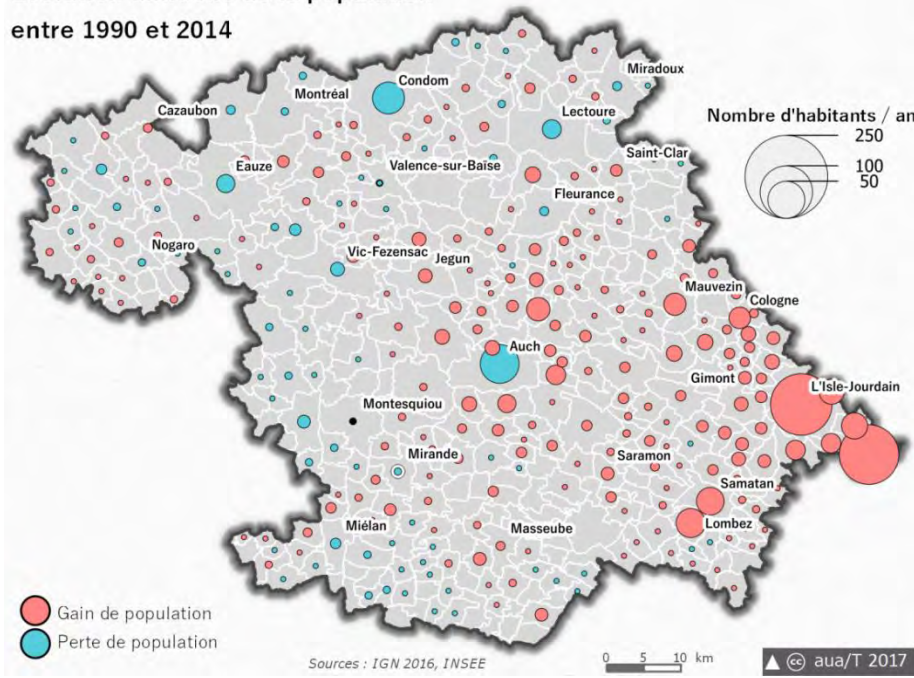 entre 1990 et 2014
Miradoux
Condom
Montréal
Cazaubon
Lectoure
Nombre d'habitants / an
250
100
50
Saint-Clar
Valence-sur-Baïse
Eauze
Fleurance
Nogaro
Vic-Fezensac
Jegun
Mauvezin
Cologne
Auch
Gimont
L'Isle-Jourdain
Montesquiou
Mirande
Saramon
Samatan
Lombez
Miélan
Masseube
Gain de population
Perte de population
Sources : IGN 2016, INSEE
0 5 10 km
cc aua/T 2017